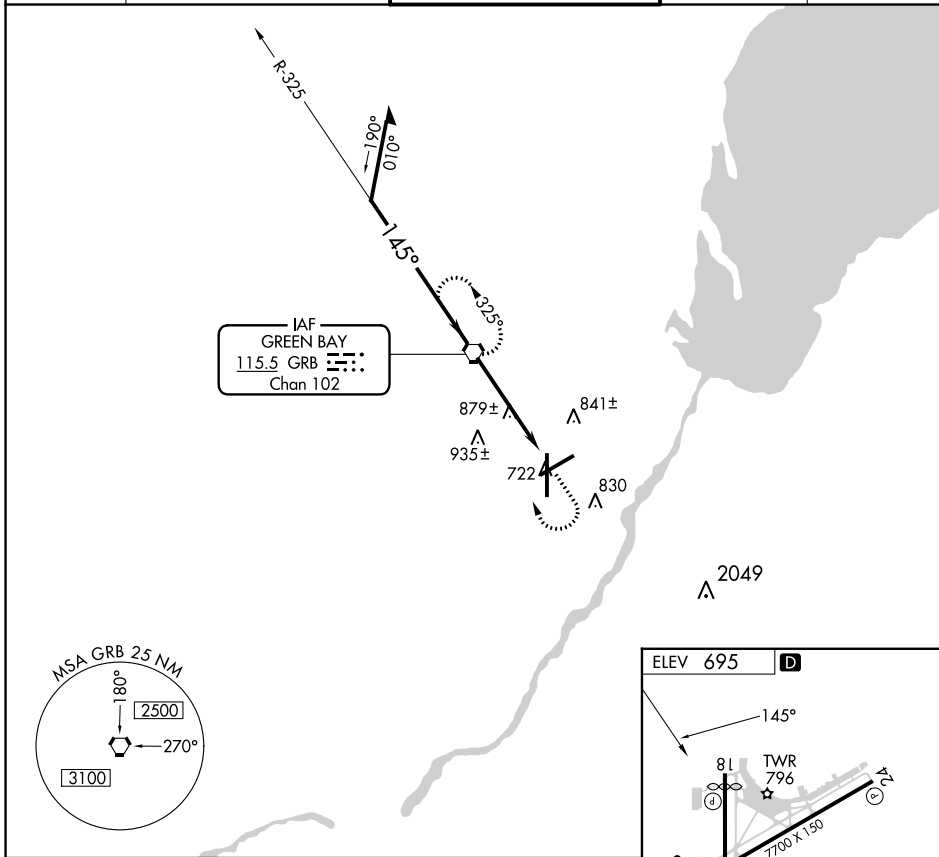 R-325
190°
010°
145°
325°
IAF
GREEN BAY
115.5 GRB
Chan 102
879±
841±
935±
722
830
2049
MSA GRB 25 NM
180°
2500
270°
3100
ELEV 695 D
145°
18
TWR
796
24
P
P
7700 X 150